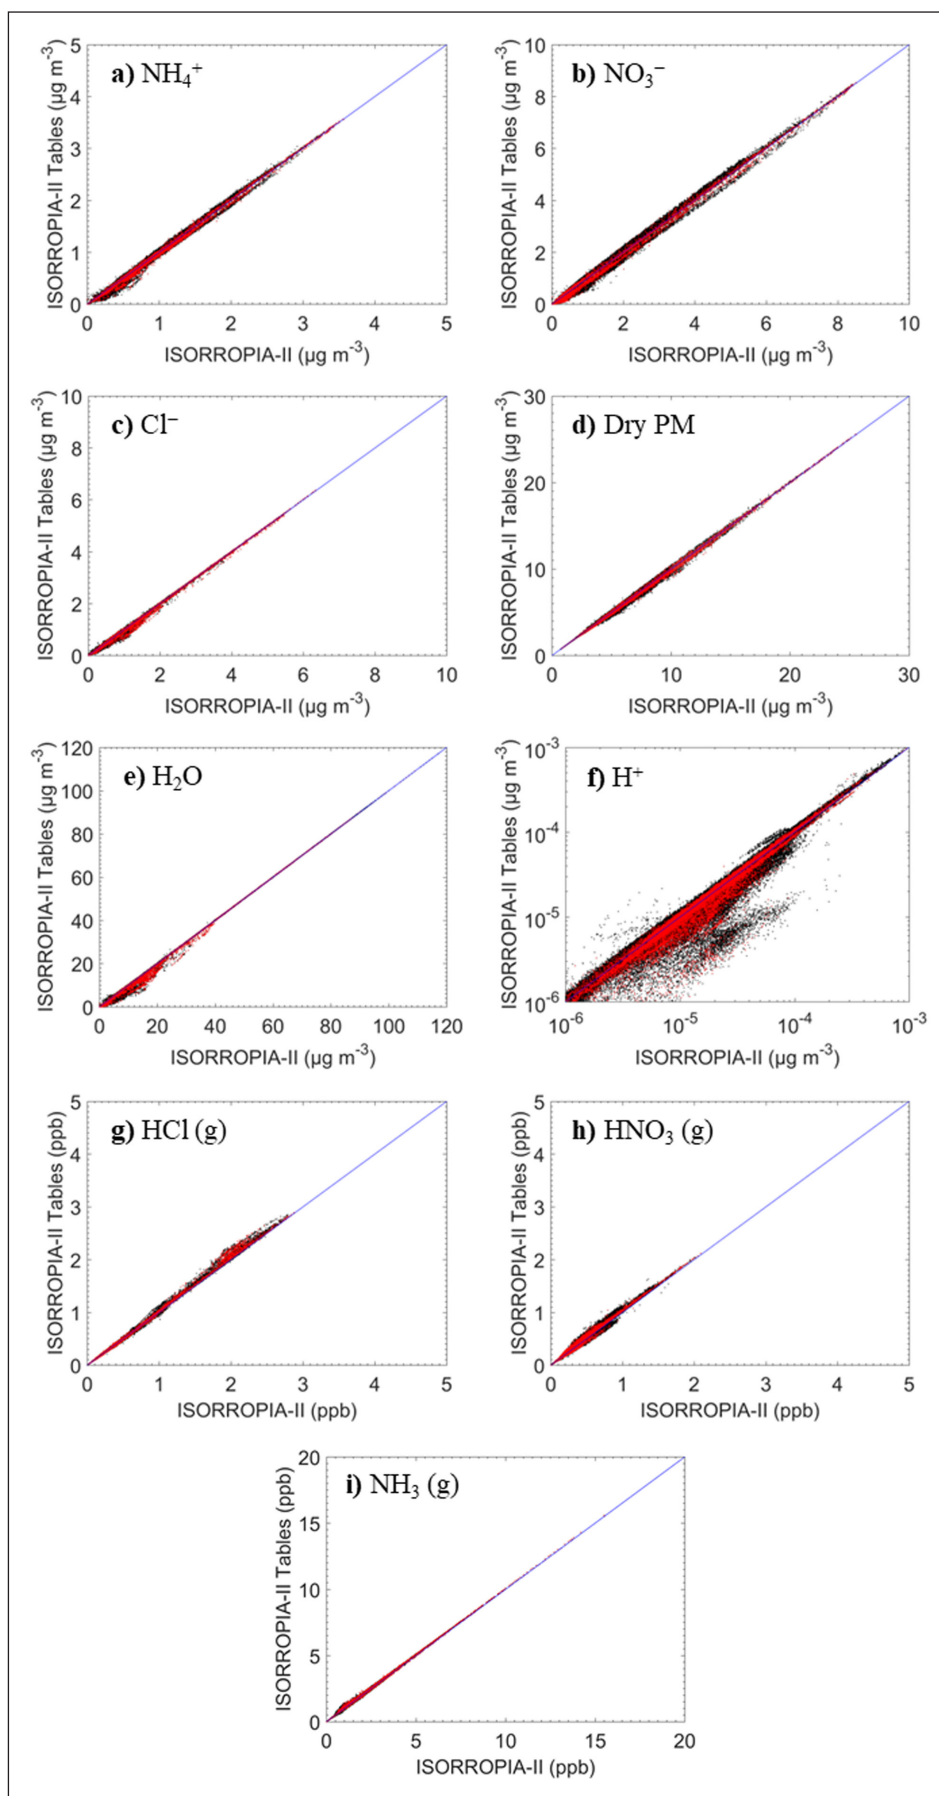 a) NH₄⁺
ISORROPIA-II Tables (µg m⁻³)
5
4
3
2
1
0
0 1 2 3 4 5
ISORROPIA-II (µg m⁻³)
b) NO₃⁻
ISORROPIA-II Tables (µg m⁻³)
10
8
6
4
2
0
0 2 4 6 8 10
ISORROPIA-II (µg m⁻³)
c) Cl⁻
ISORROPIA-II Tables (µg m⁻³)
10
8
6
4
2
0
0 2 4 6 8 10
ISORROPIA-II (µg m⁻³)
d) Dry PM
ISORROPIA-II Tables (µg m⁻³)
30
20
10
0
0 10 20 30
ISORROPIA-II (µg m⁻³)
e) H₂O
ISORROPIA-II Tables (µg m⁻³)
120
100
80
60
40
20
0
0 20 40 60 80 100 120
ISORROPIA-II (µg m⁻³)
f) H⁺
ISORROPIA-II Tables (µg m⁻³)
10⁻³
10⁻⁴
10⁻⁵
10⁻⁶
10⁻⁶ 10⁻⁵ 10⁻⁴ 10⁻³
ISORROPIA-II (µg m⁻³)
g) HCl (g)
ISORROPIA-II Tables (ppb)
5
4
3
2
1
0
0 1 2 3 4 5
ISORROPIA-II (ppb)
h) HNO₃ (g)
ISORROPIA-II Tables (ppb)
5
4
3
2
1
0
0 1 2 3 4 5
ISORROPIA-II (ppb)
i) NH₃ (g)
ISORROPIA-II Tables (ppb)
20
15
10
5
0
0 5 10 15 20
ISORROPIA-II (ppb)